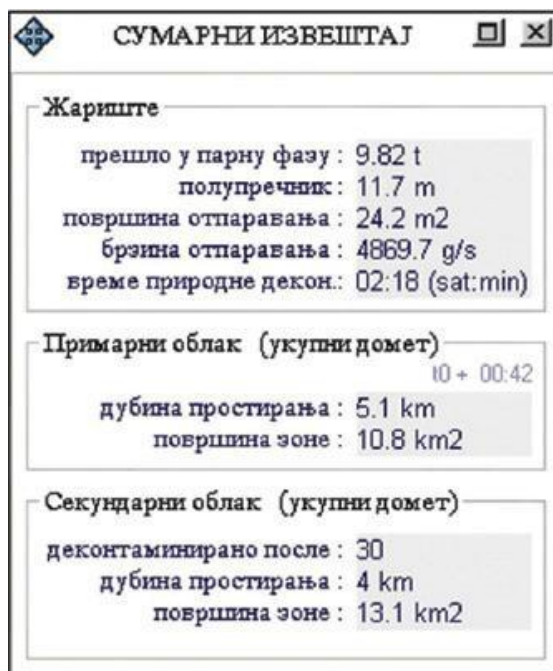 СУМАРНИ ИЗВЕШТАЈ
Жариште
прешло у парну фазу : 9.82 t
полупречник : 11.7 m
површина отпаравања : 24.2 m2
брзина отпаравања : 4869.7 g/s
време природне декон.: 02:18 (sat:min)
Примарни облак (укупни домет)
t0 + 00:42
дубина простирања : 5.1 km
површина зоне : 10.8 km2
Секундарни облак (укупни домет)
деконтаминирано после : 30
дубина простирања : 4 km
површина зоне : 13.1 km2